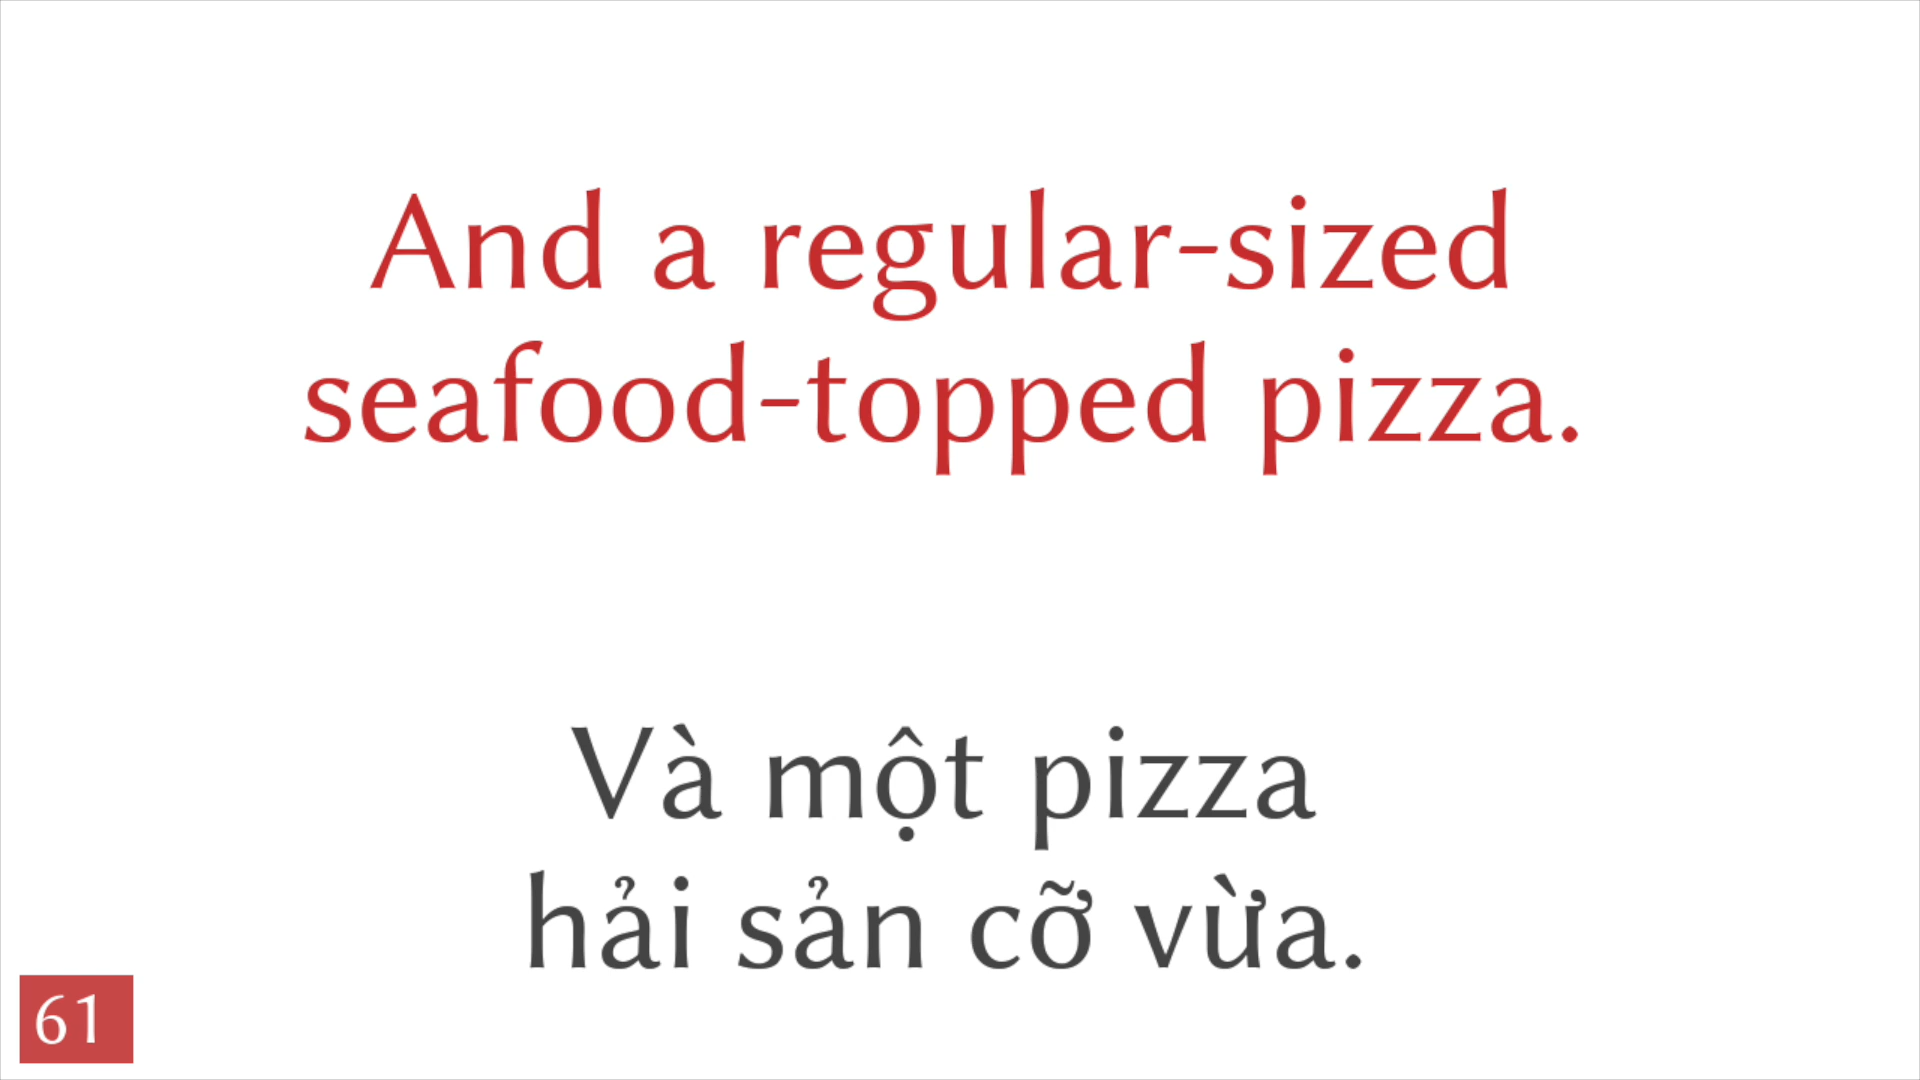 And a regular-sized
seafood-topped pizza.
Và một pizza
hải sản cỡ vừa.
61